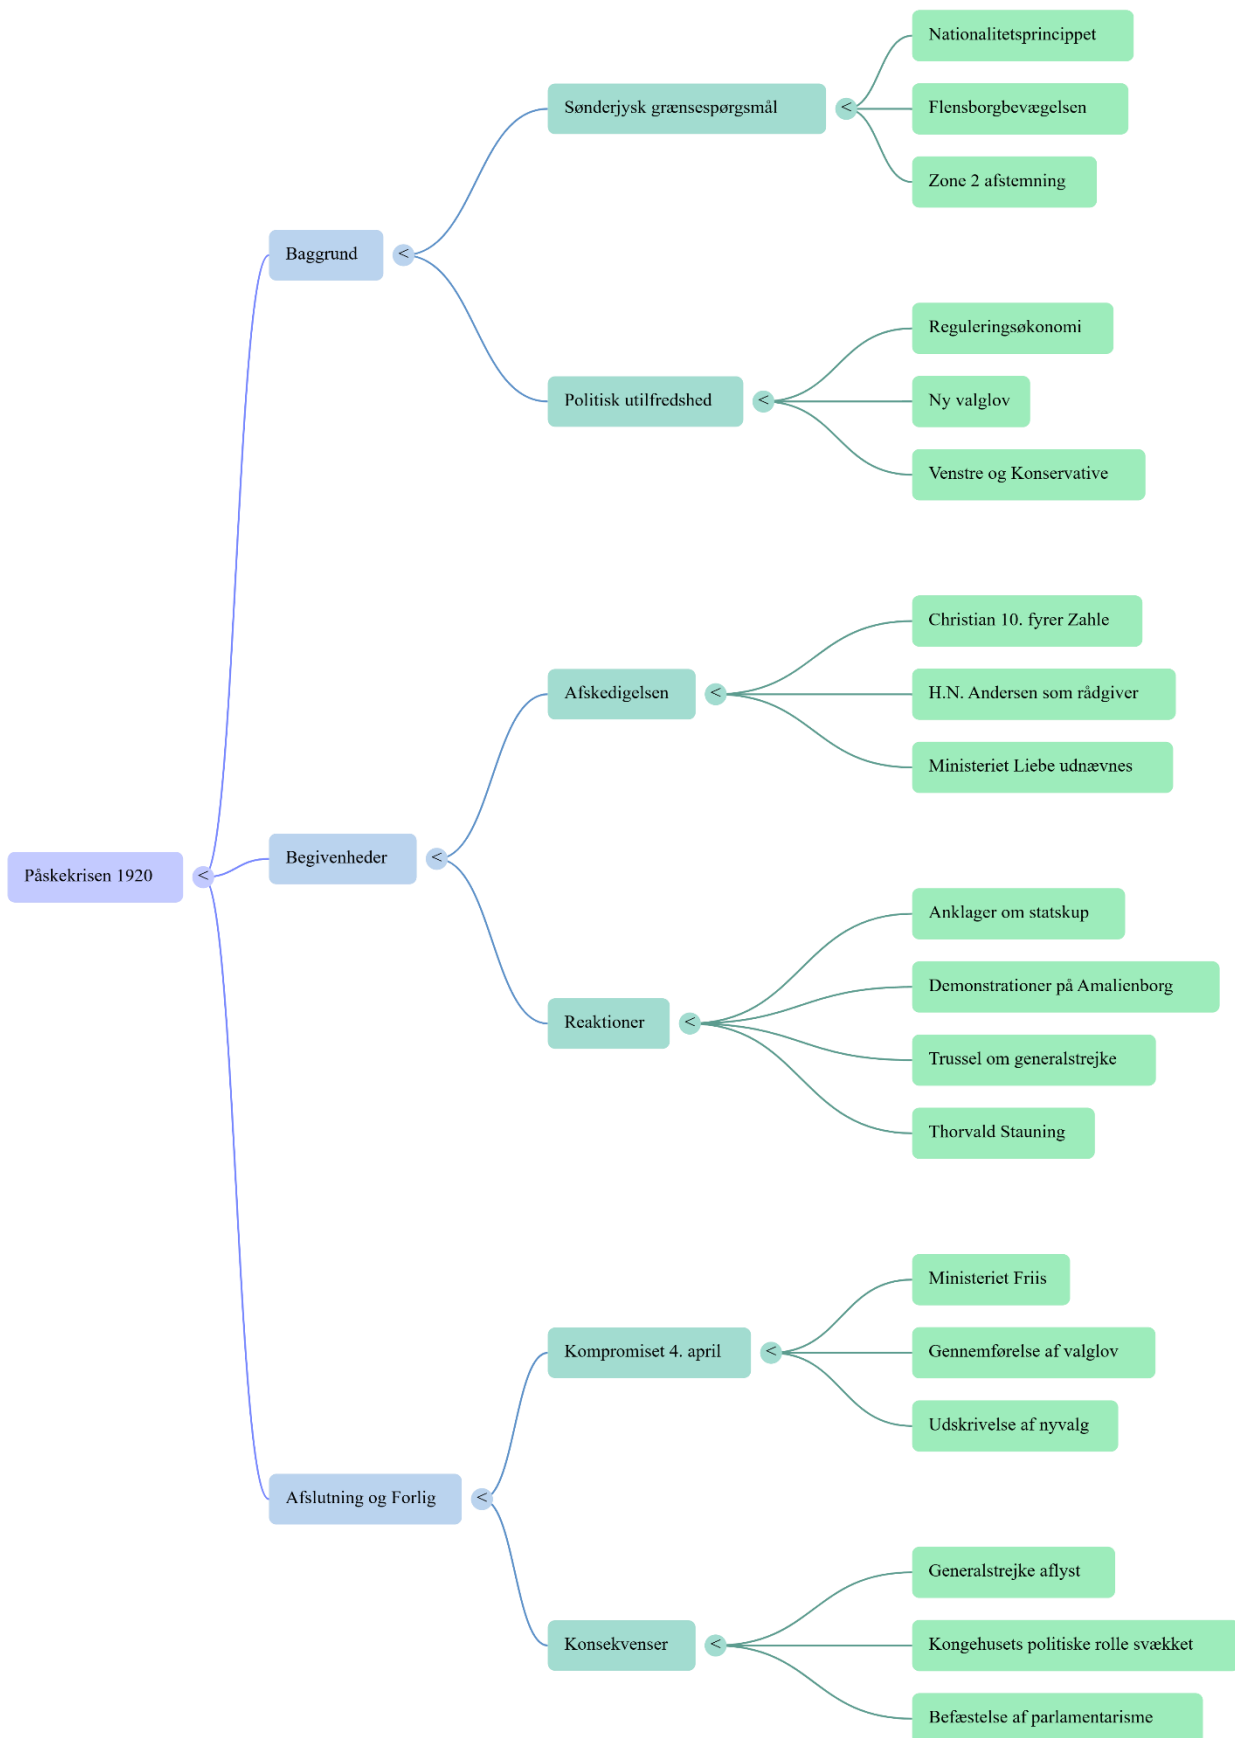 Påskekrisen 1920
<
Baggrund
<
Sønderjysk grænsespørgsmål
<
Nationalitetsprincippet
Flensborgbevægelsen
Zone 2 afstemning
Politisk utilfredshed
<
Reguleringsøkonomi
Ny valglov
Venstre og Konservative
Begivenheder
<
Afskedigelsen
<
Christian 10. fyrer Zahle
H.N. Andersen som rådgiver
Ministeriet Liebe udnævnes
Reaktioner
<
Anklager om statskup
Demonstrationer på Amalienborg
Trussel om generalstrejke
Thorvald Stauning
Afslutning og Forlig
<
Kompromiset 4. april
<
Ministeriet Friis
Gennemførelse af valglov
Udskrivelse af nyvalg
Konsekvenser
<
Generalstrejke aflyst
Kongehusets politiske rolle svækket
Befæstelse af parlamentarisme